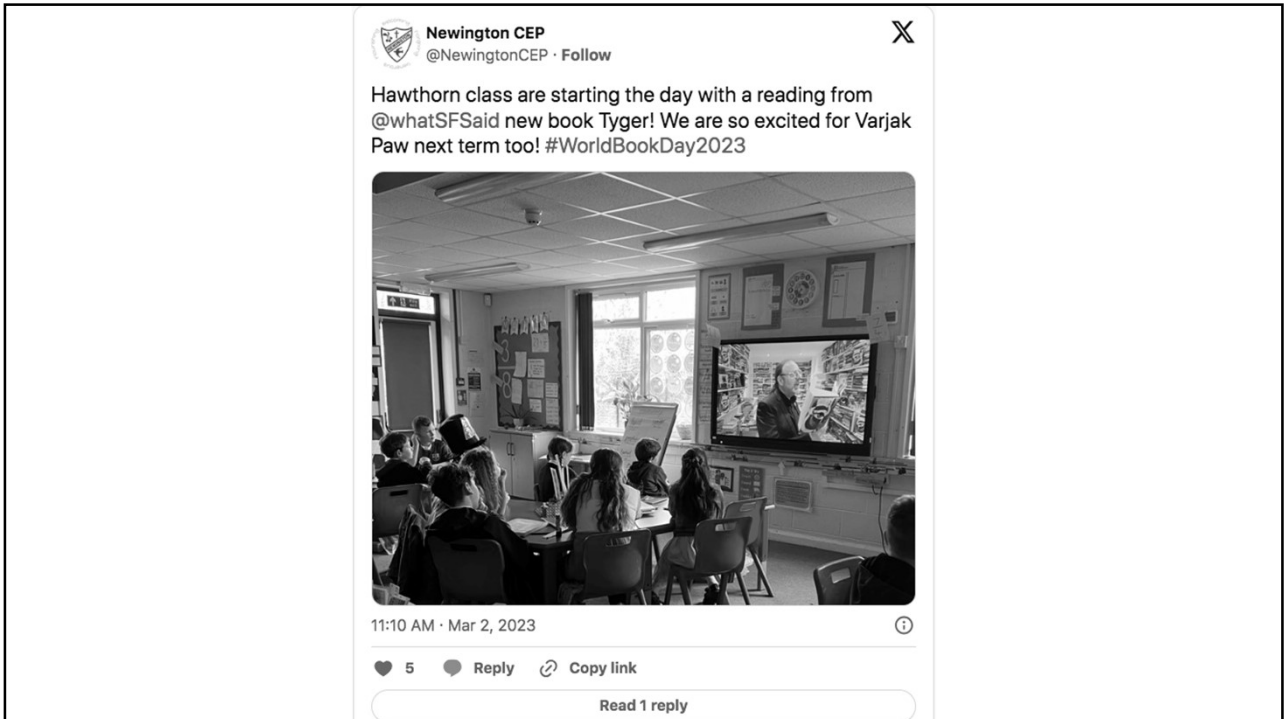 Newington CEP
@NewingtonCEP · Follow
Hawthorn class are starting the day with a reading from
@whatSFSaid new book Tyger! We are so excited for Varjak
Paw next term too! #WorldBookDay2023
11:10 AM · Mar 2, 2023
5 Reply Copy link
Read 1 reply